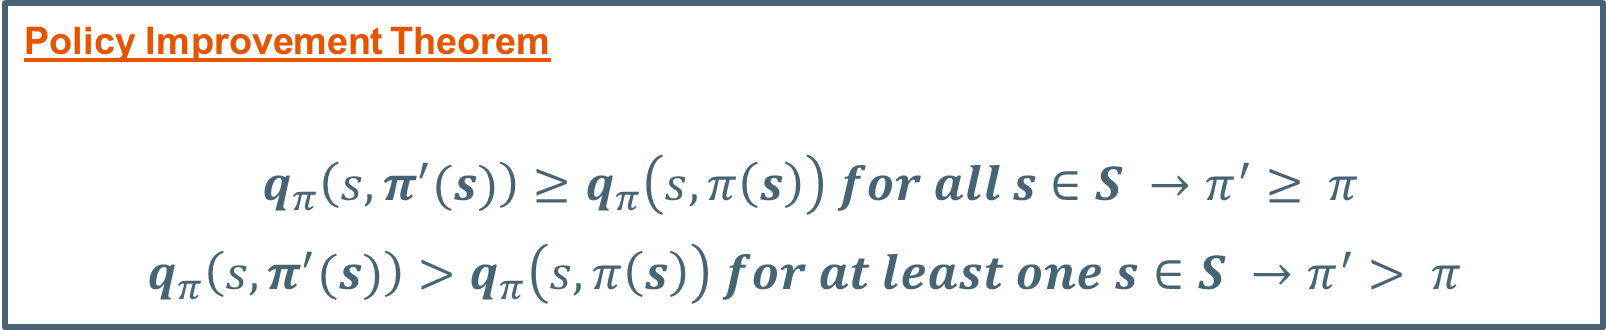 Policy Improvement Theorem
qπ(s, π′(s)) ≥ qπ(s, π(s)) for all s ∈ S → π′ ≥ π
qπ(s, π′(s)) > qπ(s, π(s)) for at least one s ∈ S → π′ > π